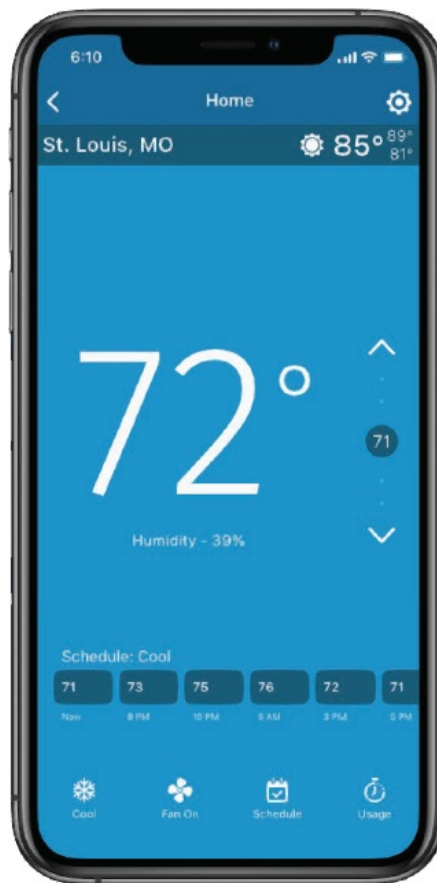 6:10
Home
St. Louis, MO 85° 89°
81°
72°
71
Humidity - 39%
Schedule: Cool
71 73 75 76 72 71
Now 8 PM 10 PM 6 AM 3 PM 5 PM
Cool Fan On Schedule Usage